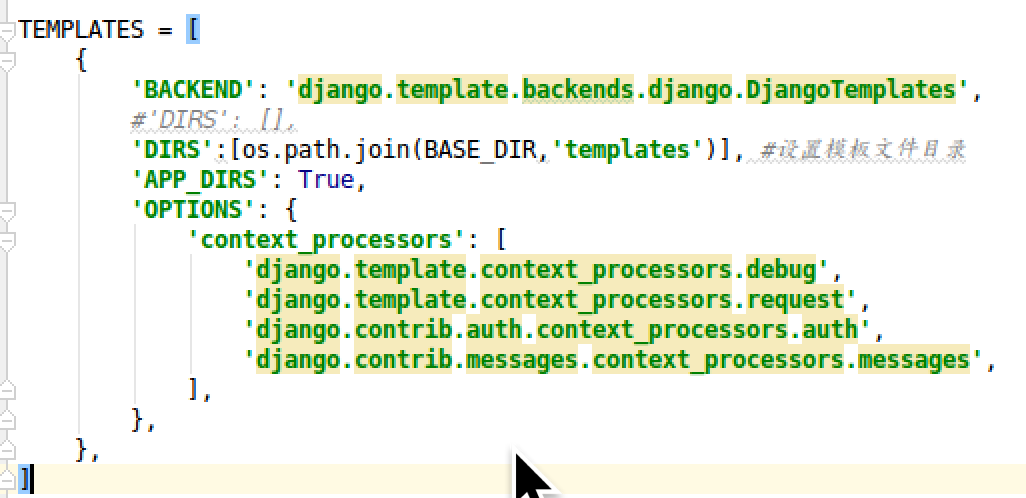 TEMPLATES = [
    {
        'BACKEND': 'django.template.backends.django.DjangoTemplates',
        #'DIRS': [],
        'DIRS':[os.path.join(BASE_DIR,'templates')], #设置模板文件目录
        'APP_DIRS': True,
        'OPTIONS': {
            'context_processors': [
                'django.template.context_processors.debug',
                'django.template.context_processors.request',
                'django.contrib.auth.context_processors.auth',
                'django.contrib.messages.context_processors.messages',
            ],
        },
    },
]